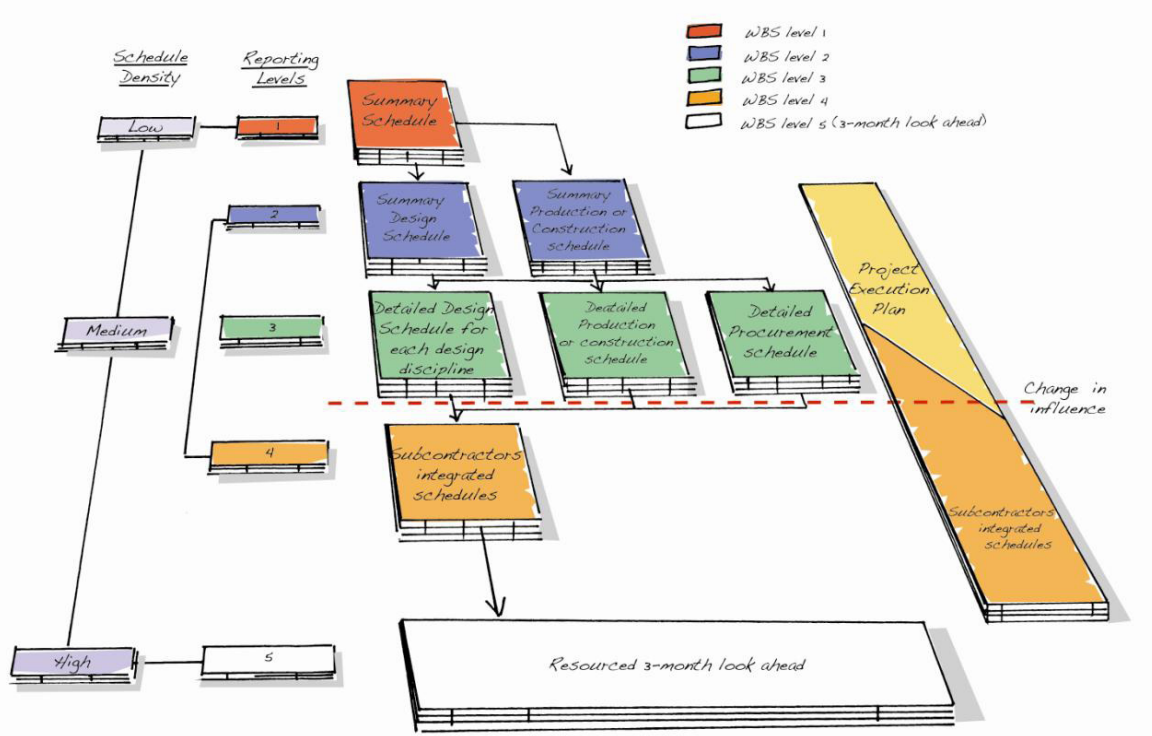 WBS level 1
WBS level 2
WBS level 3
WBS level 4
WBS level 5 (3-month look ahead)
Schedule
Density
Reporting
Levels
Low
1
Summary
Schedule
2
Summary
Design
Schedule
Summary
Production or
Construction
schedule
Project
Execution
Plan
Medium
3
Detailed Design
Schedule for
each design
discipline
Deatailed
Production
or construction
schedule
Detailed
Procurement
schedule
Change in
influence
4
Subcontractors
integrated
schedules
Subcontractors
integrated
schedules
High
5
Resourced 3-month look ahead